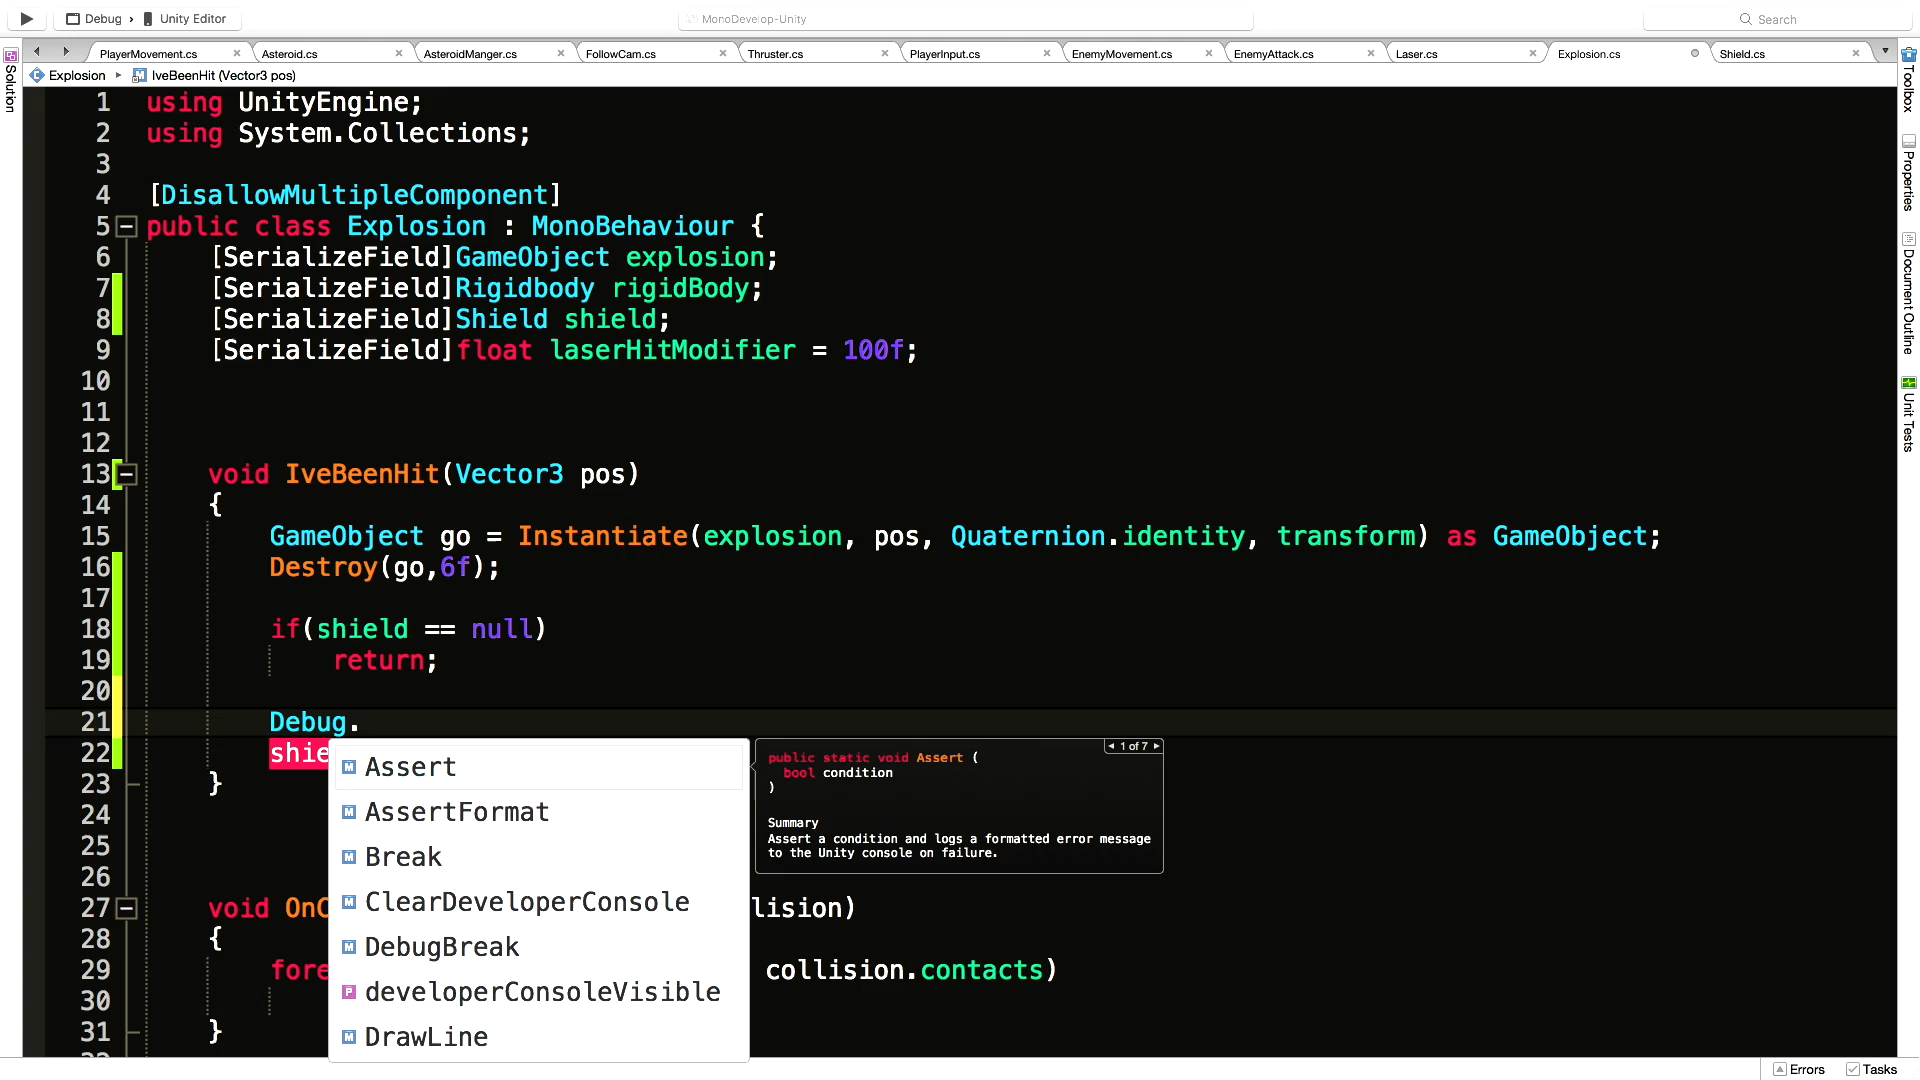 Debug › Unity Editor
MonoDevelop-Unity
Search
PlayerMovement.cs
Asteroid.cs
AsteroidManger.cs
FollowCam.cs
Thruster.cs
PlayerInput.cs
EnemyMovement.cs
EnemyAttack.cs
Laser.cs
Explosion.cs
Shield.cs
Explosion ▸ IveBeenHit (Vector3 pos)
Solution
Toolbox
Properties
Document Outline
Unit Tests
1 using UnityEngine;
2 using System.Collections;
3
4 [DisallowMultipleComponent]
5 public class Explosion : MonoBehaviour {
6 [SerializeField]GameObject explosion;
7 [SerializeField]Rigidbody rigidBody;
8 [SerializeField]Shield shield;
9 [SerializeField]float laserHitModifier = 100f;
10
11
12
13 void IveBeenHit(Vector3 pos)
14 {
15 GameObject go = Instantiate(explosion, pos, Quaternion.identity, transform) as GameObject;
16 Destroy(go,6f);
17
18 if(shield == null)
19 return;
20
21 Debug.
22 shie
23 }
24
25
26
27 void OnC lision)
28 {
29 fore collision.contacts)
30
31 }
Assert
AssertFormat
Break
ClearDeveloperConsole
DebugBreak
developerConsoleVisible
DrawLine
◂ 1 of 7 ▸
public static void Assert (
bool condition
)
Summary
Assert a condition and logs a formatted error message
to the Unity console on failure.
Errors
Tasks